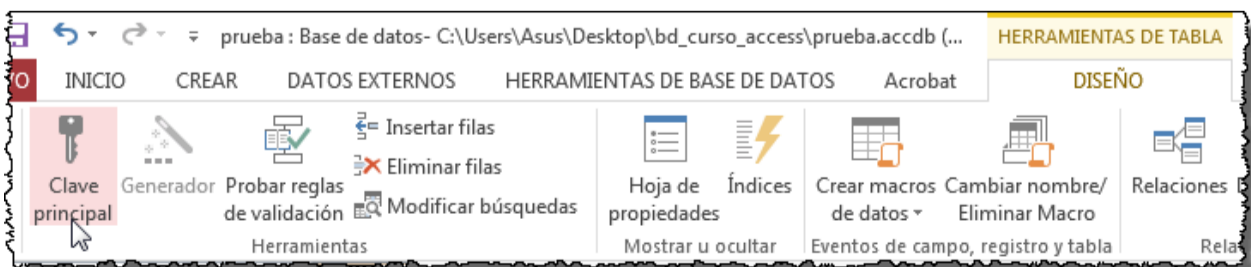 prueba : Base de datos- C:\Users\Asus\Desktop\bd_curso_access\prueba.accdb (... HERRAMIENTAS DE TABLA
INICIO CREAR DATOS EXTERNOS HERRAMIENTAS DE BASE DE DATOS Acrobat DISEÑO
Clave principal
Generador
Probar reglas de validación
Insertar filas
Eliminar filas
Modificar búsquedas
Herramientas
Hoja de propiedades
Índices
Mostrar u ocultar
Crear macros de datos
Cambiar nombre/ Eliminar Macro
Eventos de campo, registro y tabla
Relaciones
Rela